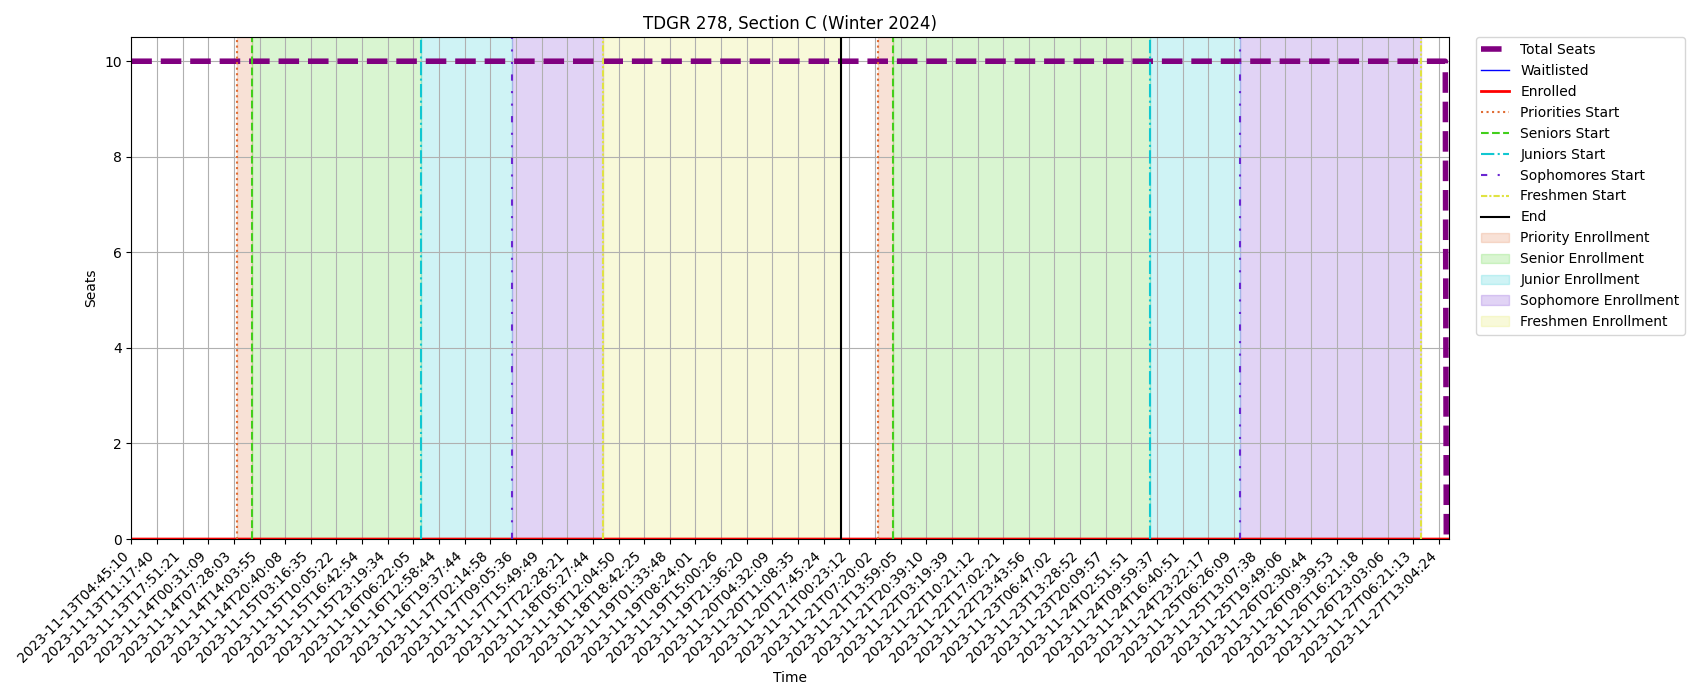 TDGR 278, Section C (Winter 2024)
Seats
10
8
6
4
2
0
2023-11-13T04:45:10
2023-11-13T11:17:40
2023-11-13T17:51:21
2023-11-14T00:31:09
2023-11-14T07:28:03
2023-11-14T14:03:55
2023-11-14T20:40:08
2023-11-15T03:16:35
2023-11-15T10:05:22
2023-11-15T16:42:54
2023-11-15T23:19:34
2023-11-16T06:22:05
2023-11-16T12:58:44
2023-11-16T19:37:44
2023-11-17T02:14:58
2023-11-17T09:05:36
2023-11-17T15:49:49
2023-11-17T22:28:21
2023-11-18T05:27:44
2023-11-18T12:04:50
2023-11-18T18:42:25
2023-11-19T01:33:48
2023-11-19T08:24:01
2023-11-19T15:00:26
2023-11-19T21:36:20
2023-11-20T04:32:09
2023-11-20T11:08:35
2023-11-20T17:45:24
2023-11-21T00:23:12
2023-11-21T07:20:02
2023-11-21T13:59:05
2023-11-21T20:39:10
2023-11-22T03:19:39
2023-11-22T10:21:12
2023-11-22T17:02:21
2023-11-22T23:43:56
2023-11-23T06:47:02
2023-11-23T13:28:52
2023-11-23T20:09:57
2023-11-24T02:51:51
2023-11-24T09:59:37
2023-11-24T16:40:51
2023-11-24T23:22:17
2023-11-25T06:26:09
2023-11-25T13:07:38
2023-11-25T19:49:06
2023-11-26T02:30:44
2023-11-26T09:39:53
2023-11-26T16:21:18
2023-11-26T23:03:06
2023-11-27T06:21:13
2023-11-27T13:04:24
Time
Total Seats
Waitlisted
Enrolled
Priorities Start
Seniors Start
Juniors Start
Sophomores Start
Freshmen Start
End
Priority Enrollment
Senior Enrollment
Junior Enrollment
Sophomore Enrollment
Freshmen Enrollment